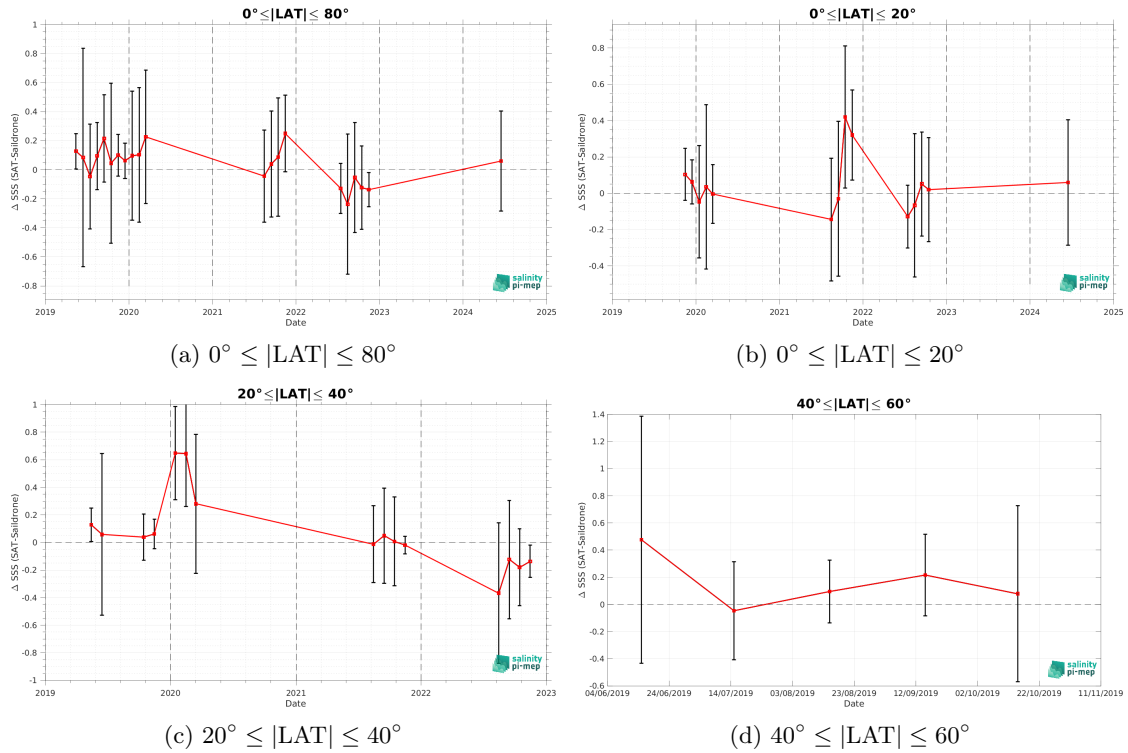 0°≤|LAT|≤ 80°
1
0.8
0.6
0.4
0.2
0
-0.2
-0.4
-0.6
-0.8
Δ SSS (SAT-Saildrone)
2019 2020 2021 2022 2023 2024 2025
Date
salinity
pi-mep
(a) 0° ≤ |LAT| ≤ 80°
0°≤|LAT|≤ 20°
0.8
0.6
0.4
0.2
0
-0.2
-0.4
Δ SSS (SAT-Saildrone)
2019 2020 2021 2022 2023 2024 2025
Date
salinity
pi-mep
(b) 0° ≤ |LAT| ≤ 20°
20°≤|LAT|≤ 40°
1
0.8
0.6
0.4
0.2
0
-0.2
-0.4
-0.6
-0.8
-1
Δ SSS (SAT-Saildrone)
2019 2020 2021 2022 2023
Date
salinity
pi-mep
(c) 20° ≤ |LAT| ≤ 40°
40°≤|LAT|≤ 60°
1.4
1.2
1
0.8
0.6
0.4
0.2
0
-0.2
-0.4
-0.6
Δ SSS (SAT-Saildrone)
04/06/2019 24/06/2019 14/07/2019 03/08/2019 23/08/2019 12/09/2019 02/10/2019 22/10/2019 11/11/2019
Date
salinity
pi-mep
(d) 40° ≤ |LAT| ≤ 60°